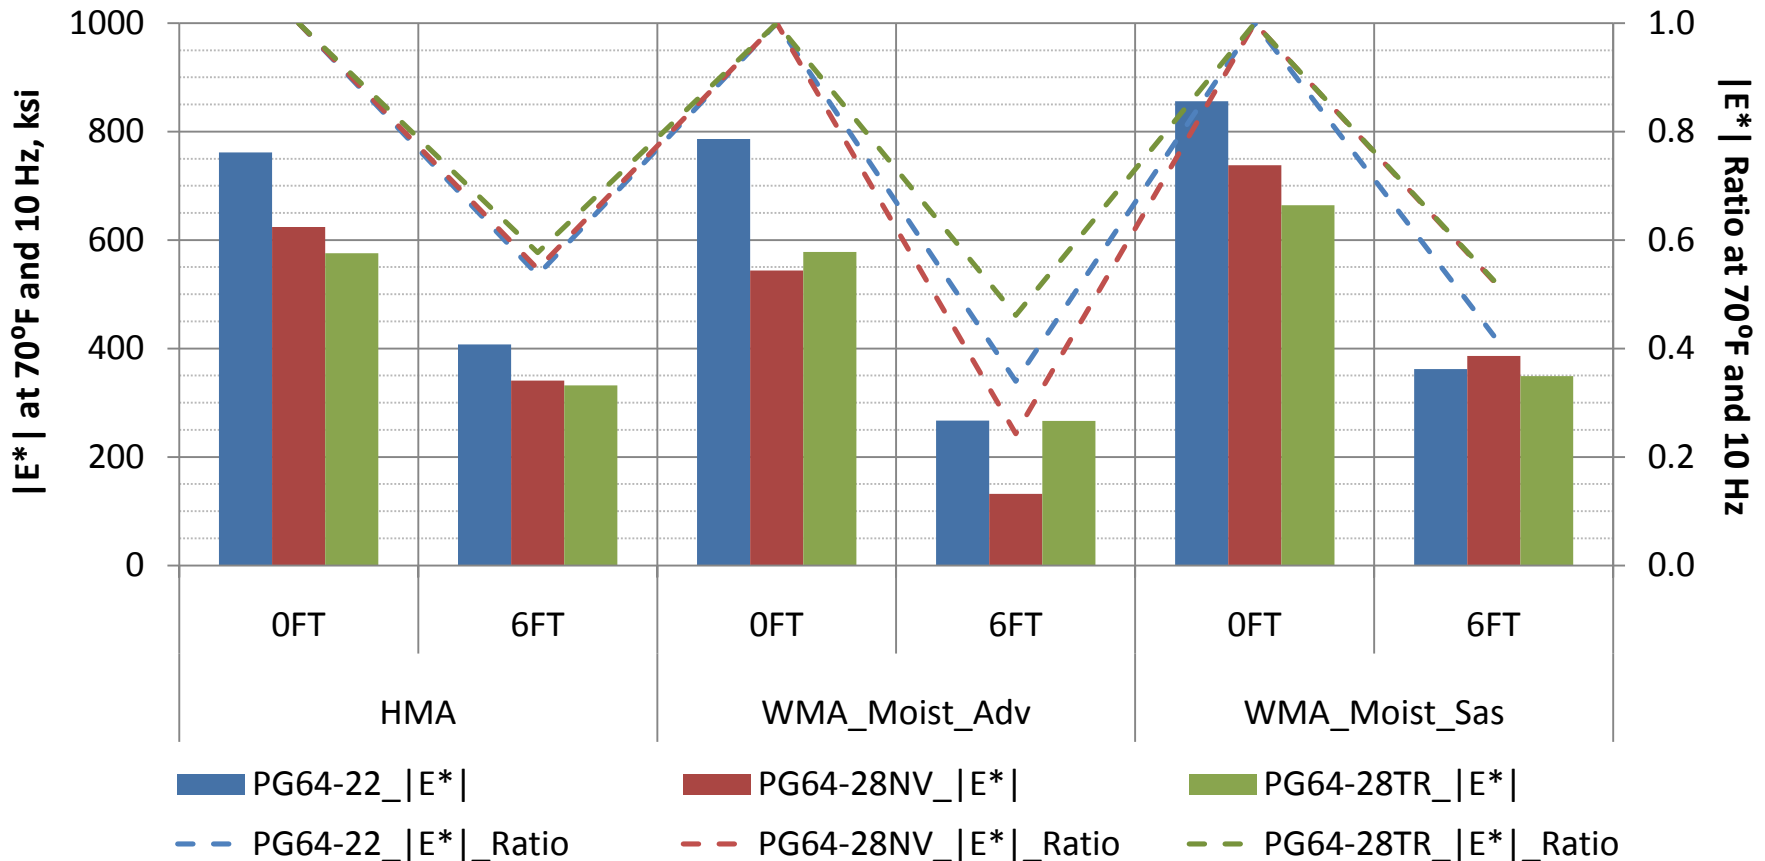 |E*| at 70⁰F and 10 Hz, ksi
1000
800
600
400
200
0
1.0
0.8
0.6
0.4
0.2
0.0
|E*| Ratio at 70⁰F and 10 Hz
0FT 6FT 0FT 6FT 0FT 6FT
HMA WMA_Moist_Adv WMA_Moist_Sas
PG64-22_|E*| PG64-28NV_|E*| PG64-28TR_|E*|
PG64-22_|E*|_Ratio PG64-28NV_|E*|_Ratio PG64-28TR_|E*|_Ratio